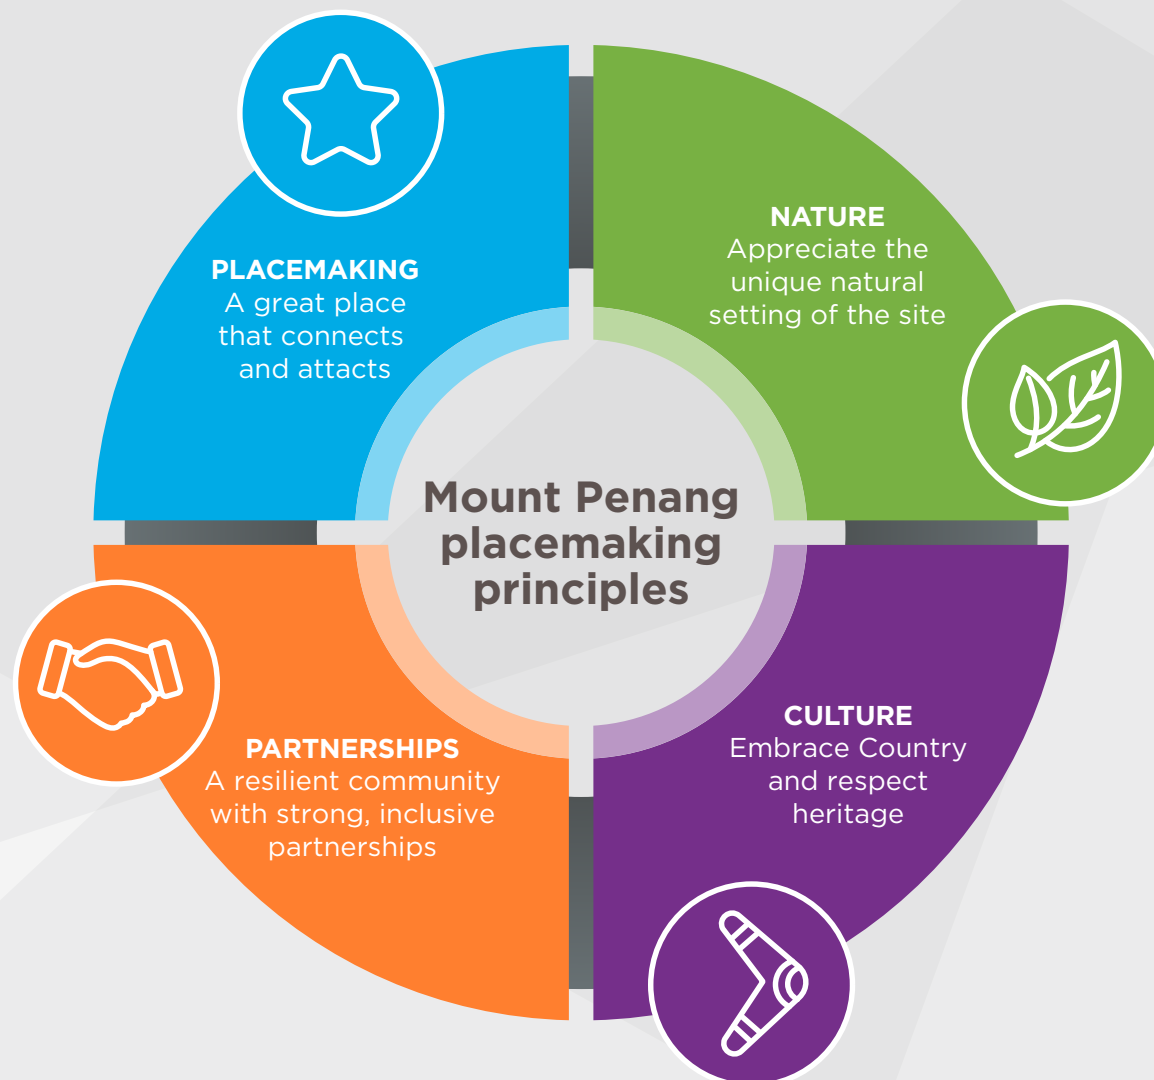 PLACEMAKING
A great place
that connects
and attacts
NATURE
Appreciate the
unique natural
setting of the site
Mount Penang
placemaking
principles
PARTNERSHIPS
A resilient community
with strong, inclusive
partnerships
CULTURE
Embrace Country
and respect
heritage